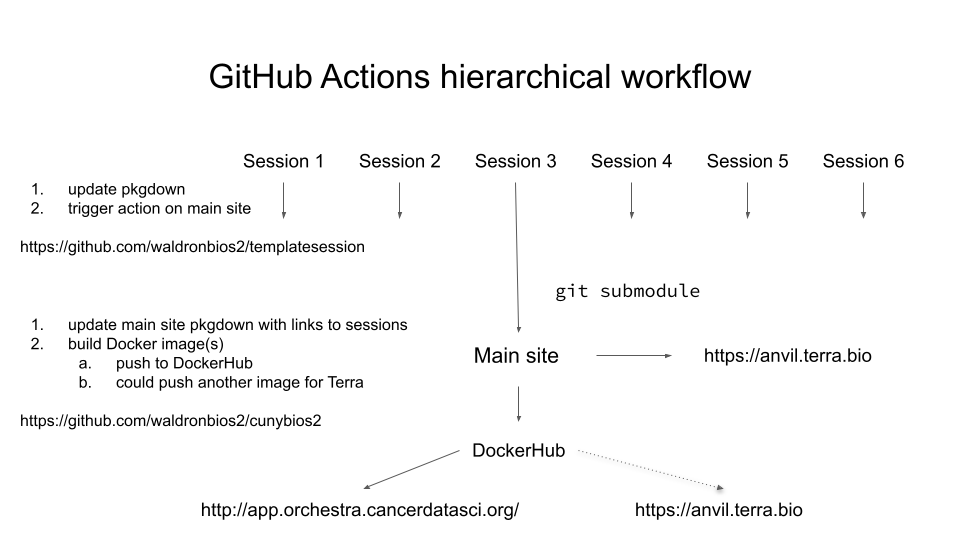 GitHub Actions hierarchical workflow
Session 1 Session 2 Session 3 Session 4 Session 5 Session 6
1. update pkgdown
2. trigger action on main site
https://github.com/waldronbios2/templatesession
git submodule
1. update main site pkgdown with links to sessions
2. build Docker image(s)
a. push to DockerHub
b. could push another image for Terra
https://github.com/waldronbios2/cunybios2
Main site
https://anvil.terra.bio
DockerHub
http://app.orchestra.cancerdatasci.org/
https://anvil.terra.bio